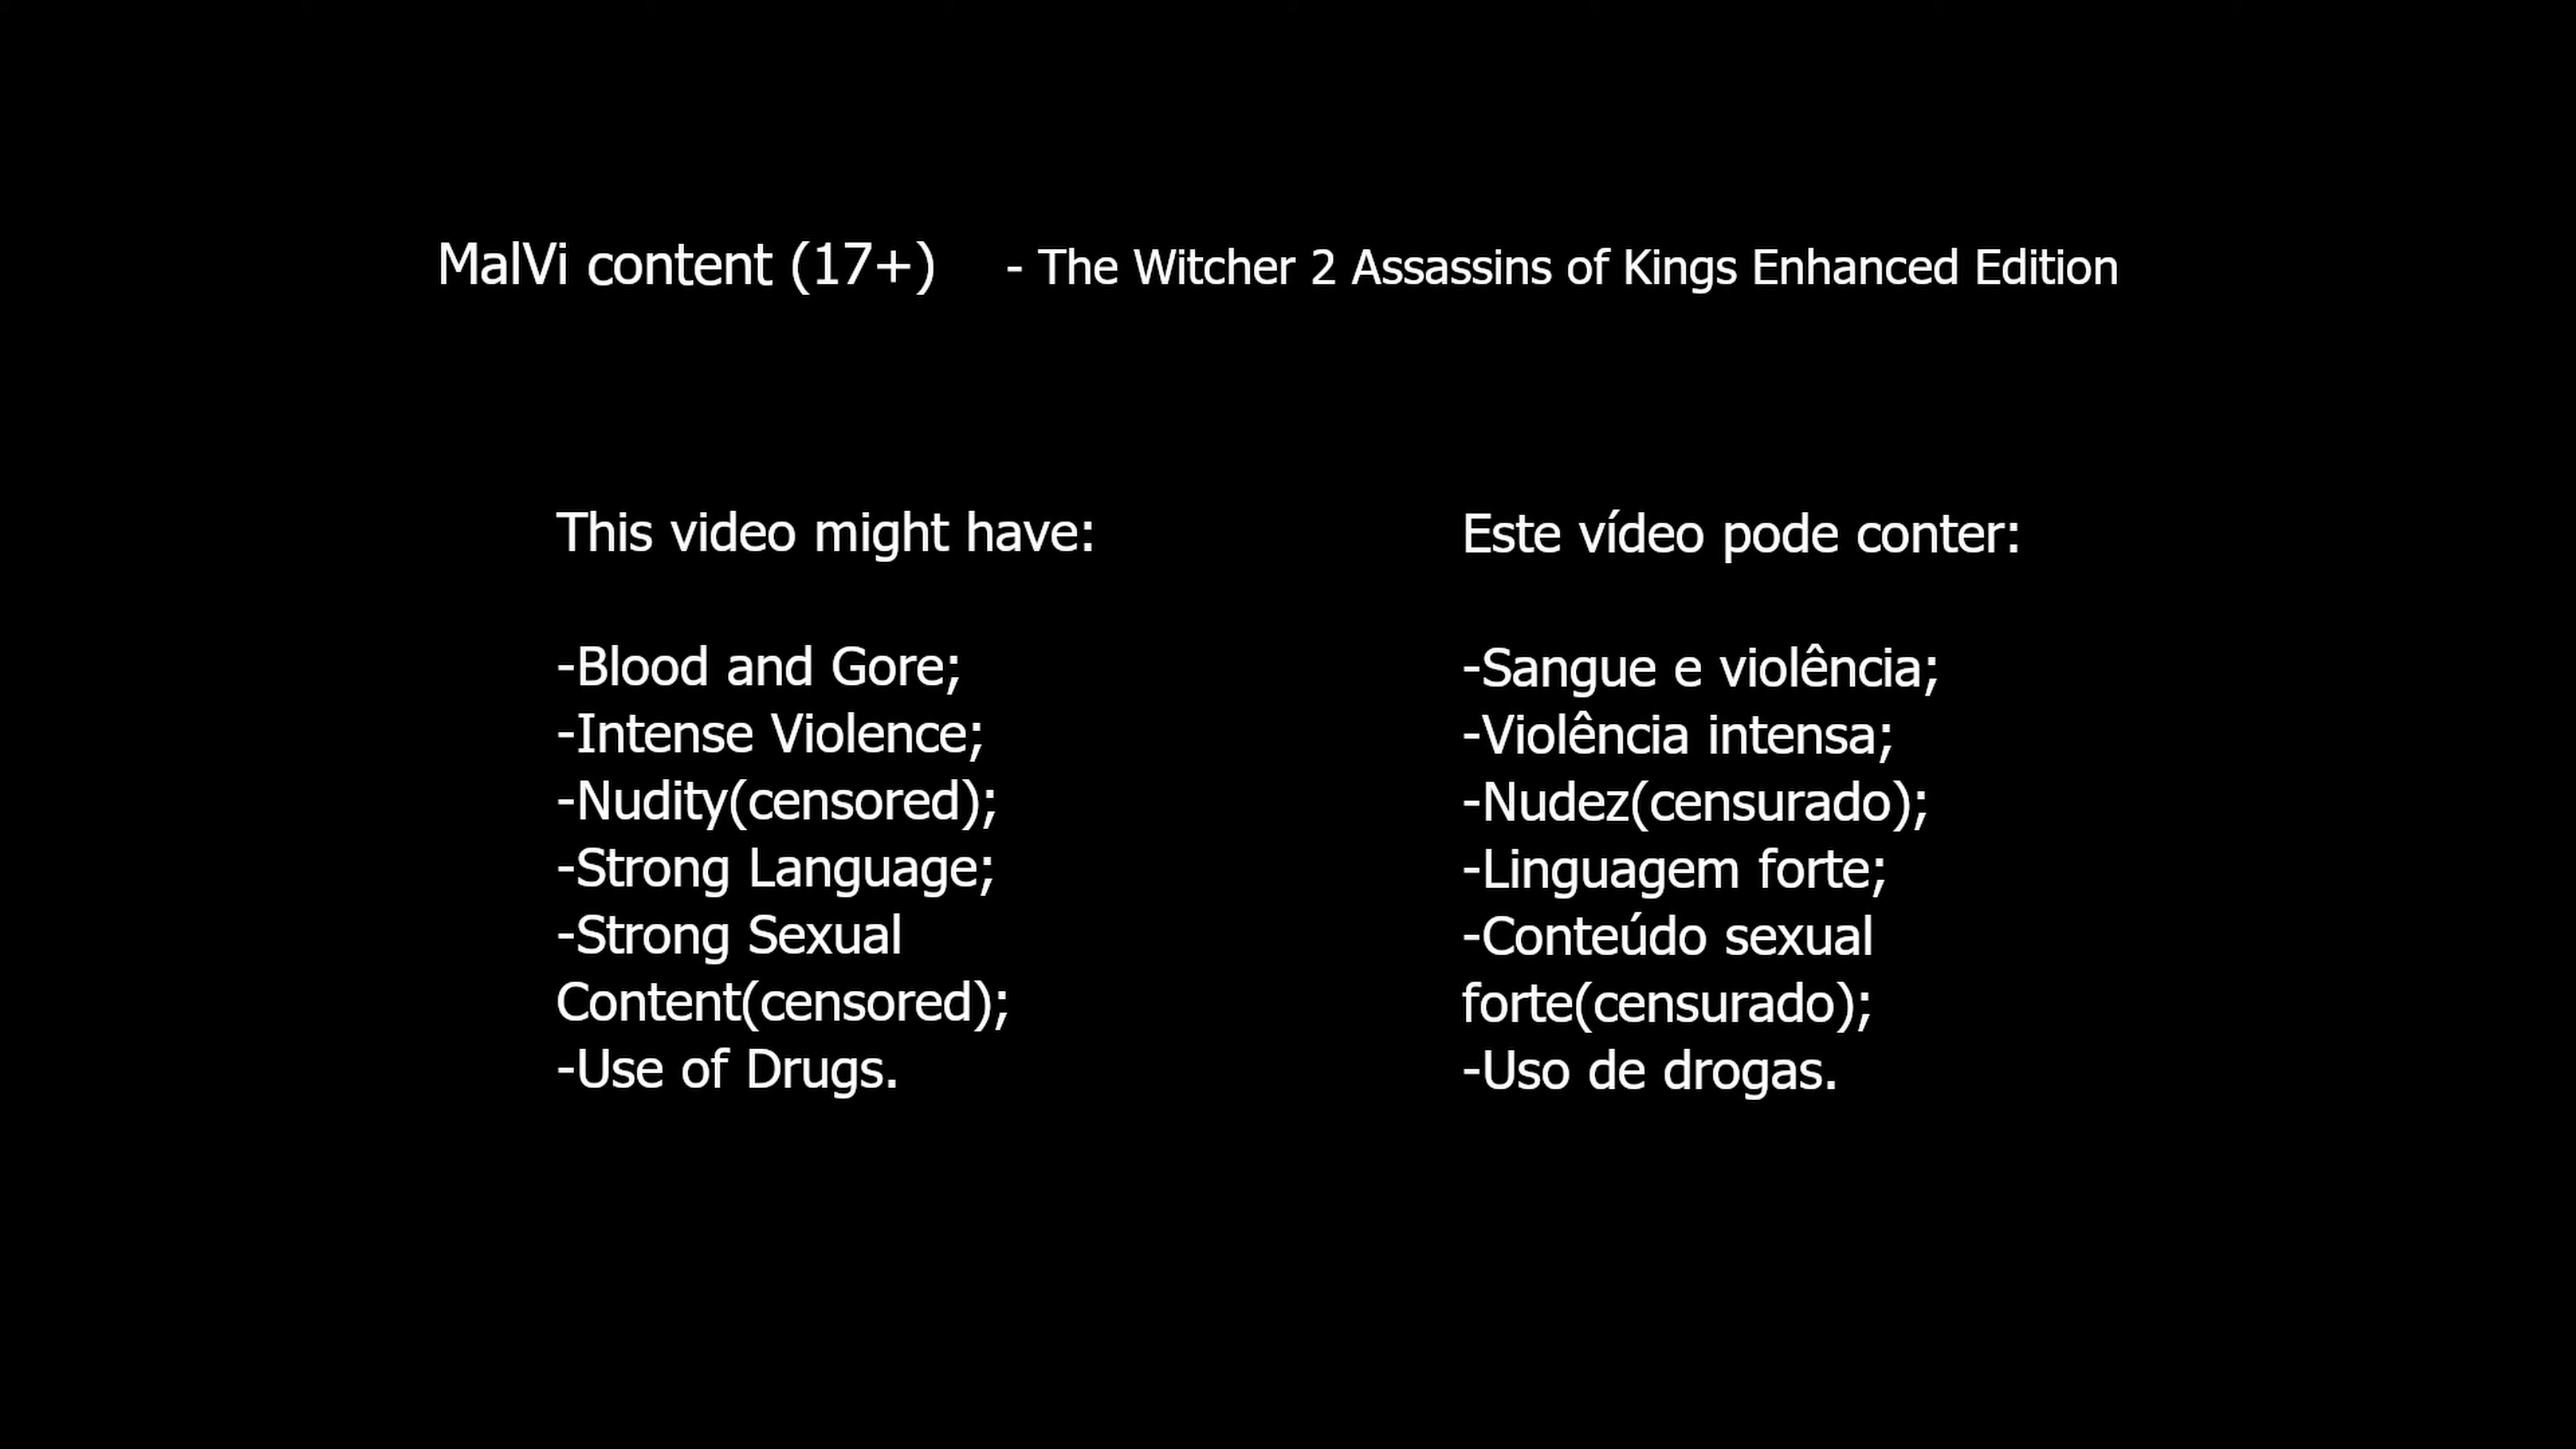 MalVi content (17+) - The Witcher 2 Assassins of Kings Enhanced Edition
This video might have:
-Blood and Gore;
-Intense Violence;
-Nudity(censored);
-Strong Language;
-Strong Sexual
Content(censored);
-Use of Drugs.
Este vídeo pode conter:
-Sangue e violência;
-Violência intensa;
-Nudez(censurado);
-Linguagem forte;
-Conteúdo sexual
forte(censurado);
-Uso de drogas.